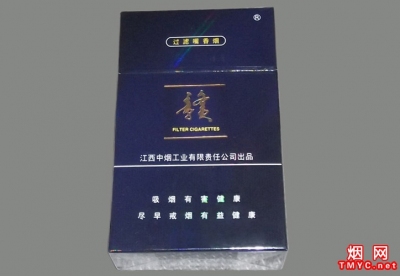 ®
过滤嘴香烟
赣
FILTER CIGARETTES
江西中烟工业有限责任公司出品
吸烟有害健康
尽早戒烟有益健康
烟网
TMYC.net